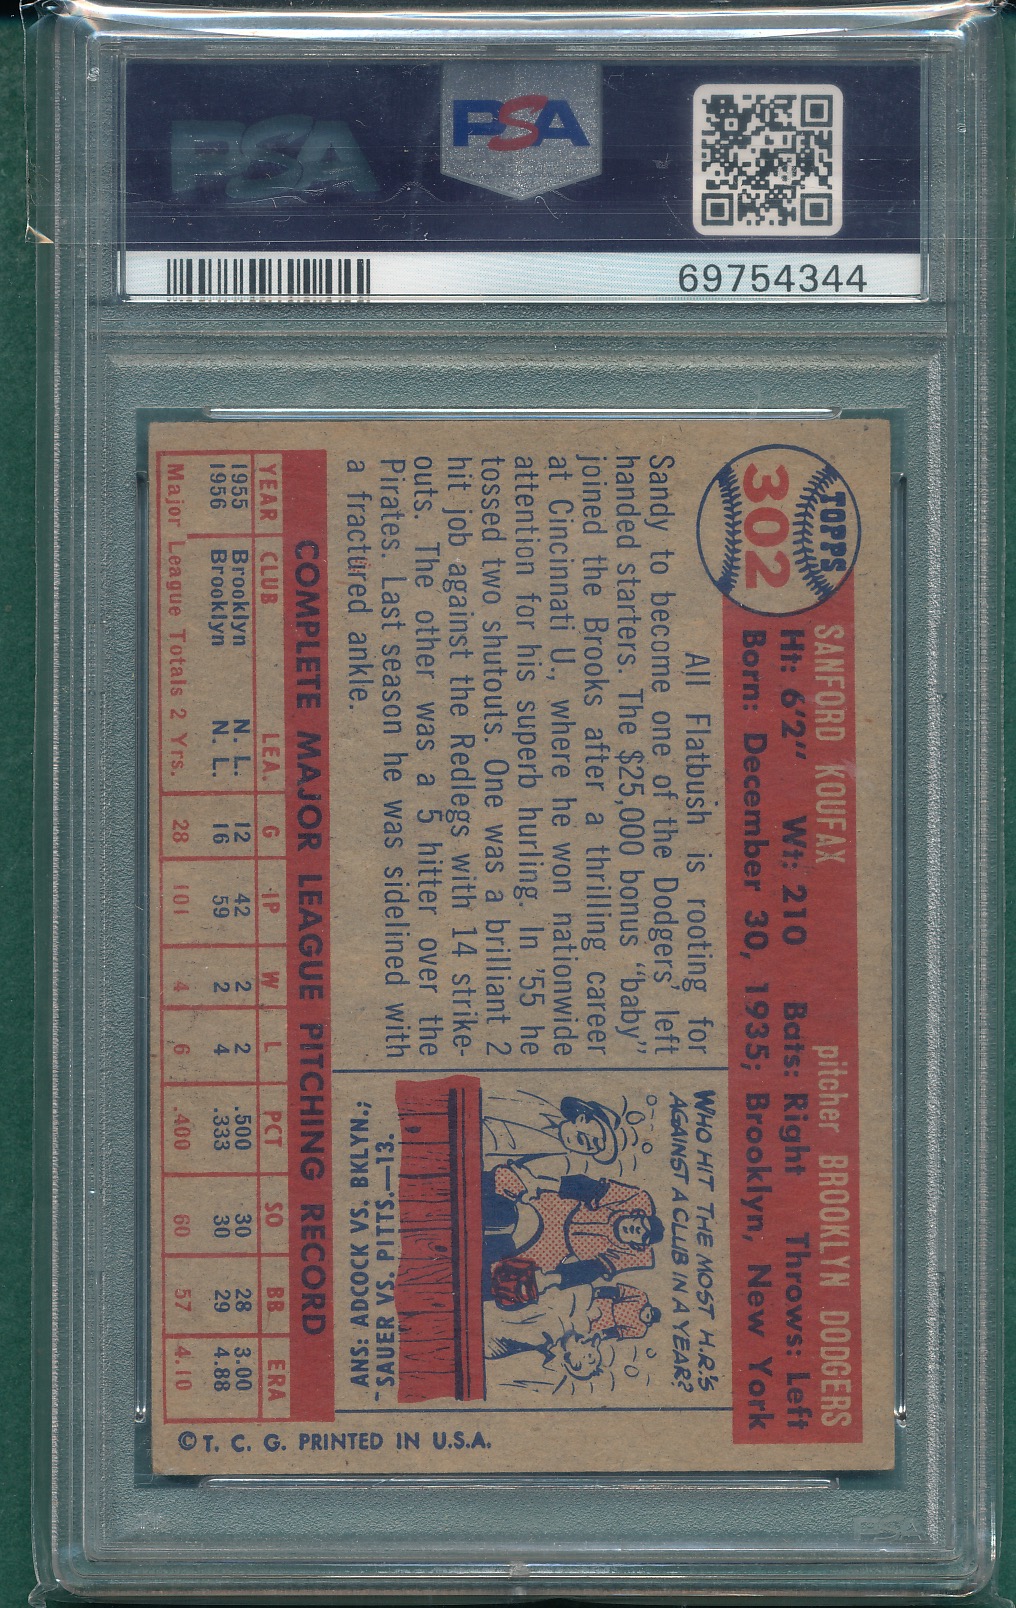 PSA
PSA
69754344
TOPPS
302
SANFORD KOUFAX pitcher BROOKLYN DODGERS
Ht: 6'2" Wt: 210 Bats: Right Throws: Left
Born: December 30, 1935; Brooklyn, New York
All Flatbush is rooting for
Sandy to become one of the Dodgers' left
handed starters. The $25,000 bonus "baby"
joined the Brooks after a thrilling career
at Cincinnati U., where he won nationwide
attention for his superb hurling. In '55 he
tossed two shutouts. One was a brilliant 2
hit job against the Redlegs with 14 strike-
outs. The other was a 5 hitter over the
Pirates. Last season he was sidelined with
a fractured ankle.
WHO HIT THE MOST H.R'S
AGAINST A CLUB IN A YEAR?
ANS: ADCOCK VS. BKLYN.;
- SAUER VS. PITTS.—13.
COMPLETE MAJOR LEAGUE PITCHING RECORD
YEAR CLUB LEA. G IP W L PCT SO BB ERA
1955 Brooklyn N. L. 12 42 2 2 .500 30 28 3.00
1956 Brooklyn N. L. 16 59 2 4 .333 30 29 4.88
Major League Totals 2 Yrs. 28 101 4 6 .400 60 57 4.10
© T. C. G. PRINTED IN U.S.A.
PSA